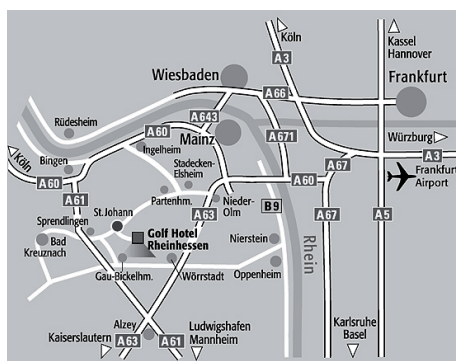 Köln
A3
Kassel
Hannover
A5
Wiesbaden
A66
Frankfurt
A643
Rüdesheim
A60
Mainz
A671
Ingelheim
Würzburg
A3
Köln
Bingen
A60
Stadecken-
Elsheim
A67
Frankfurt
Airport
A60
A61
Partenhm.
Nieder-
Olm
A63
B9
A67
A5
St. Johann
Sprendlingen
Golf Hotel
Rheinhessen
Nierstein
Rhein
Bad
Kreuznach
Gau-Bickelhm.
Wörrstadt
Oppenheim
Alzey
Kaiserslautern
A63
A61
Ludwigshafen
Mannheim
Karlsruhe
Basel